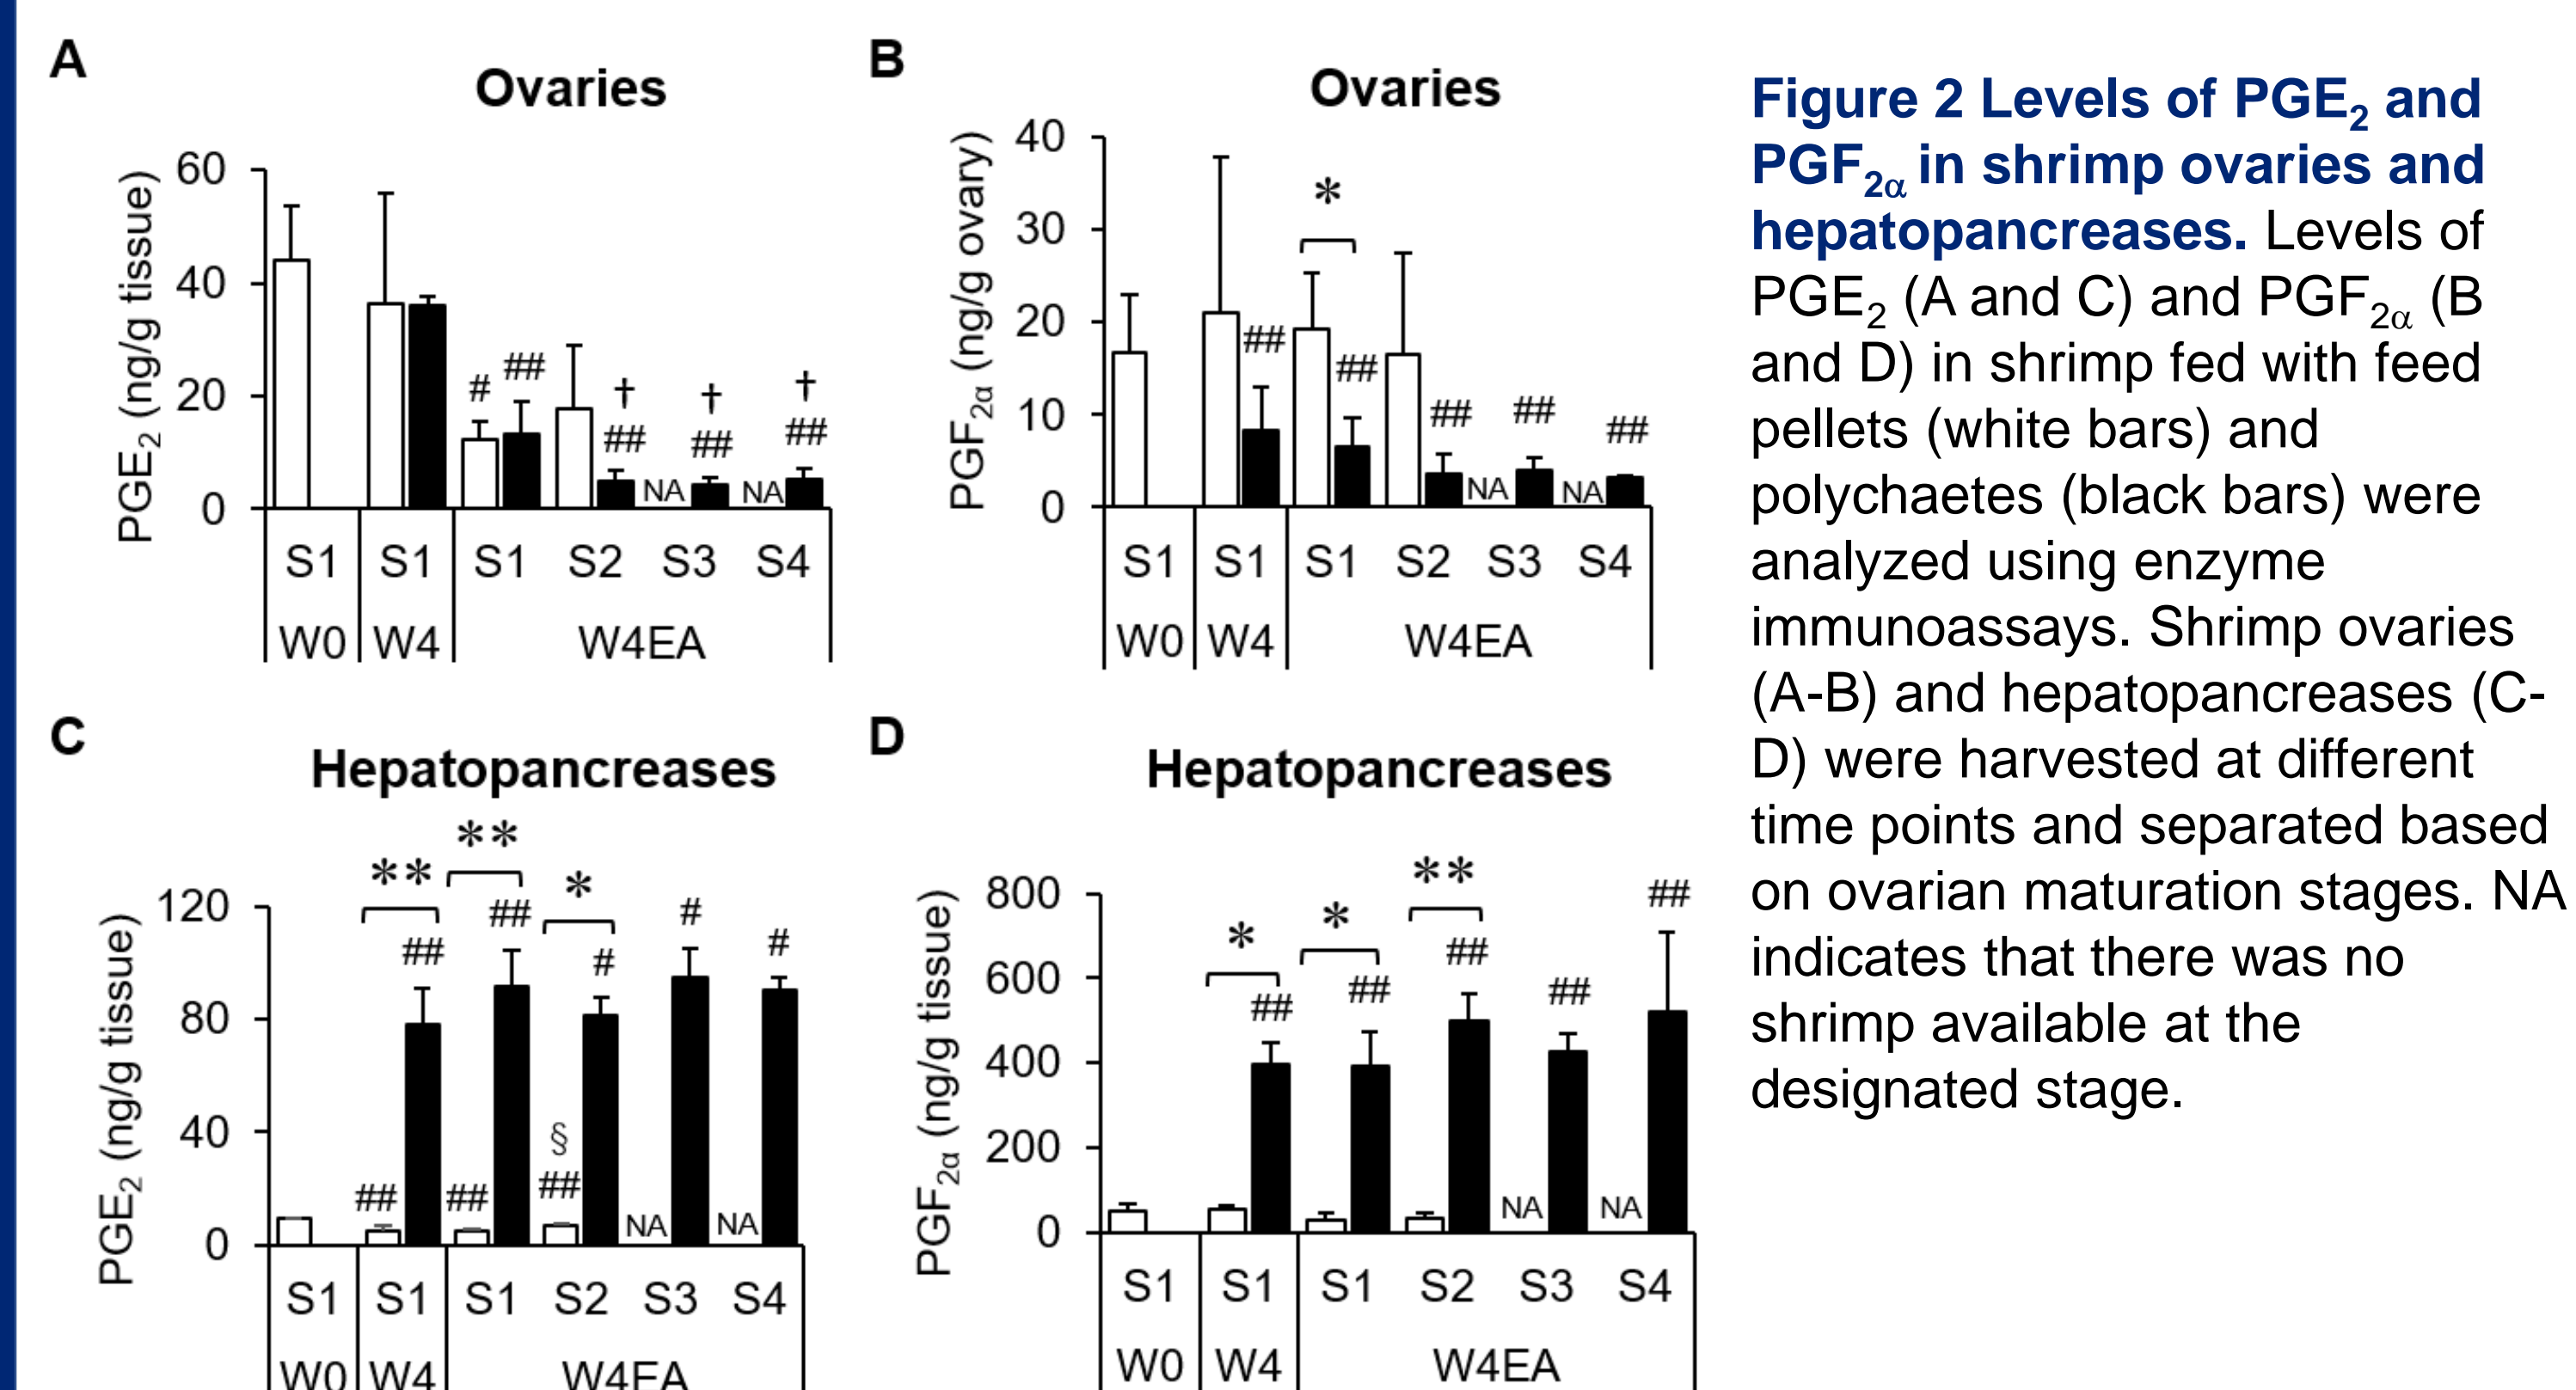 A
Ovaries
PGE2 (ng/g tissue)
60
40
20
0
# ## † ## † ## † ##
NA NA
S1 S1 S1 S2 S3 S4
W0 W4 W4EA
B
Ovaries
PGF2α (ng/g ovary)
40
30
20
10
0
*
## ## ## ## ##
NA NA
S1 S1 S1 S2 S3 S4
W0 W4 W4EA
C
Hepatopancreases
PGE2 (ng/g tissue)
120
80
40
0
** ** *
## ## ## ## § ## # # #
NA NA
S1 S1 S1 S2 S3 S4
W0 W4 W4EA
D
Hepatopancreases
PGF2α (ng/g tissue)
800
600
400
200
0
* * **
## ## ## ## ##
NA NA
S1 S1 S1 S2 S3 S4
W0 W4 W4EA
Figure 2 Levels of PGE2 and
PGF2α in shrimp ovaries and
hepatopancreases. Levels of
PGE2 (A and C) and PGF2α (B
and D) in shrimp fed with feed
pellets (white bars) and
polychaetes (black bars) were
analyzed using enzyme
immunoassays. Shrimp ovaries
(A-B) and hepatopancreases (C-
D) were harvested at different
time points and separated based
on ovarian maturation stages. NA
indicates that there was no
shrimp available at the
designated stage.